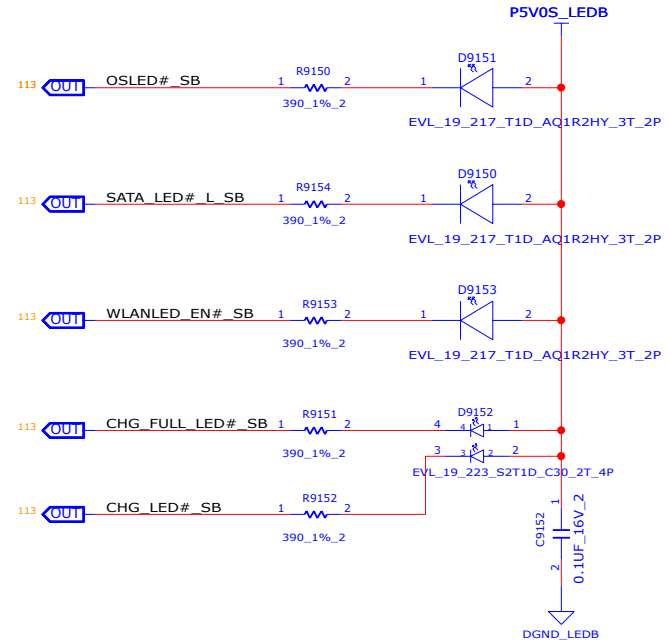 P5V0S_LEDB
D9151
113 OUT OSLED#_SB 1 R9150 2 1 2
390_1%_2
EVL_19_217_T1D_AQ1R2HY_3T_2P
D9150
113 OUT SATA_LED#_L_SB 1 R9154 2 1 2
390_1%_2
EVL_19_217_T1D_AQ1R2HY_3T_2P
D9153
113 OUT WLANLED_EN#_SB 1 R9153 2 1 2
390_1%_2
EVL_19_217_T1D_AQ1R2HY_3T_2P
D9152
113 OUT CHG_FULL_LED#_SB 1 R9151 2 4 4 1 1
390_1%_2
3 3 2 2
EVL_19_223_S2T1D_C30_2T_4P
113 OUT CHG_LED#_SB 1 R9152 2
390_1%_2
1
C9152
0.1UF_16V_2
2
DGND_LEDB